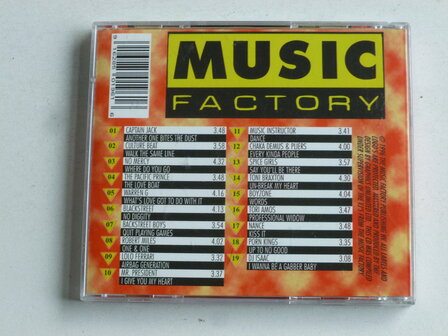 MUSIC
FACTORY
01 CAPTAIN JACK 3.48
ANOTHER ONE BITES THE DUST
02 CULTURE BEAT 3.58
WALK THE SAME LINE
03 NO MERCY 4.02
WHERE DO YOU GO
04 THE PACIFIC PRINCE 3.48
THE LOVE BOAT
05 WARREN G 4.16
WHAT'S LOVE GOT TO DO WITH IT
06 BLACKSTREET 4.13
NO DIGGITY
07 BACKSTREET BOYS 3.54
QUIT PLAYING GAMES
08 ROBERT MILES 4.02
ONE & ONE
09 LOLO FERRARI 3.37
AIRBAG GENERATION
10 MR. PRESIDENT 3.37
I GIVE YOU MY HEART
11 MUSIC INSTRUCTOR 3.41
DANCE
12 CHAKA DEMUS & PLIERS 4.00
EVERY KINDA PEOPLE
13 SPICE GIRLS 3.57
SAY YOU'LL BE THERE
14 TONI BRAXTON 4.30
UN-BREAK MY HEART
15 BOYZONE 4.04
WORDS
16 TORI AMOS 3.47
PROFESSIONAL WIDOW
17 NANCE 3.48
KISS IT
18 PORN KINGS 3.35
UP TO NO GOOD
19 DJ ISAAC 3.08
I WANNA BE A GABBER BABY